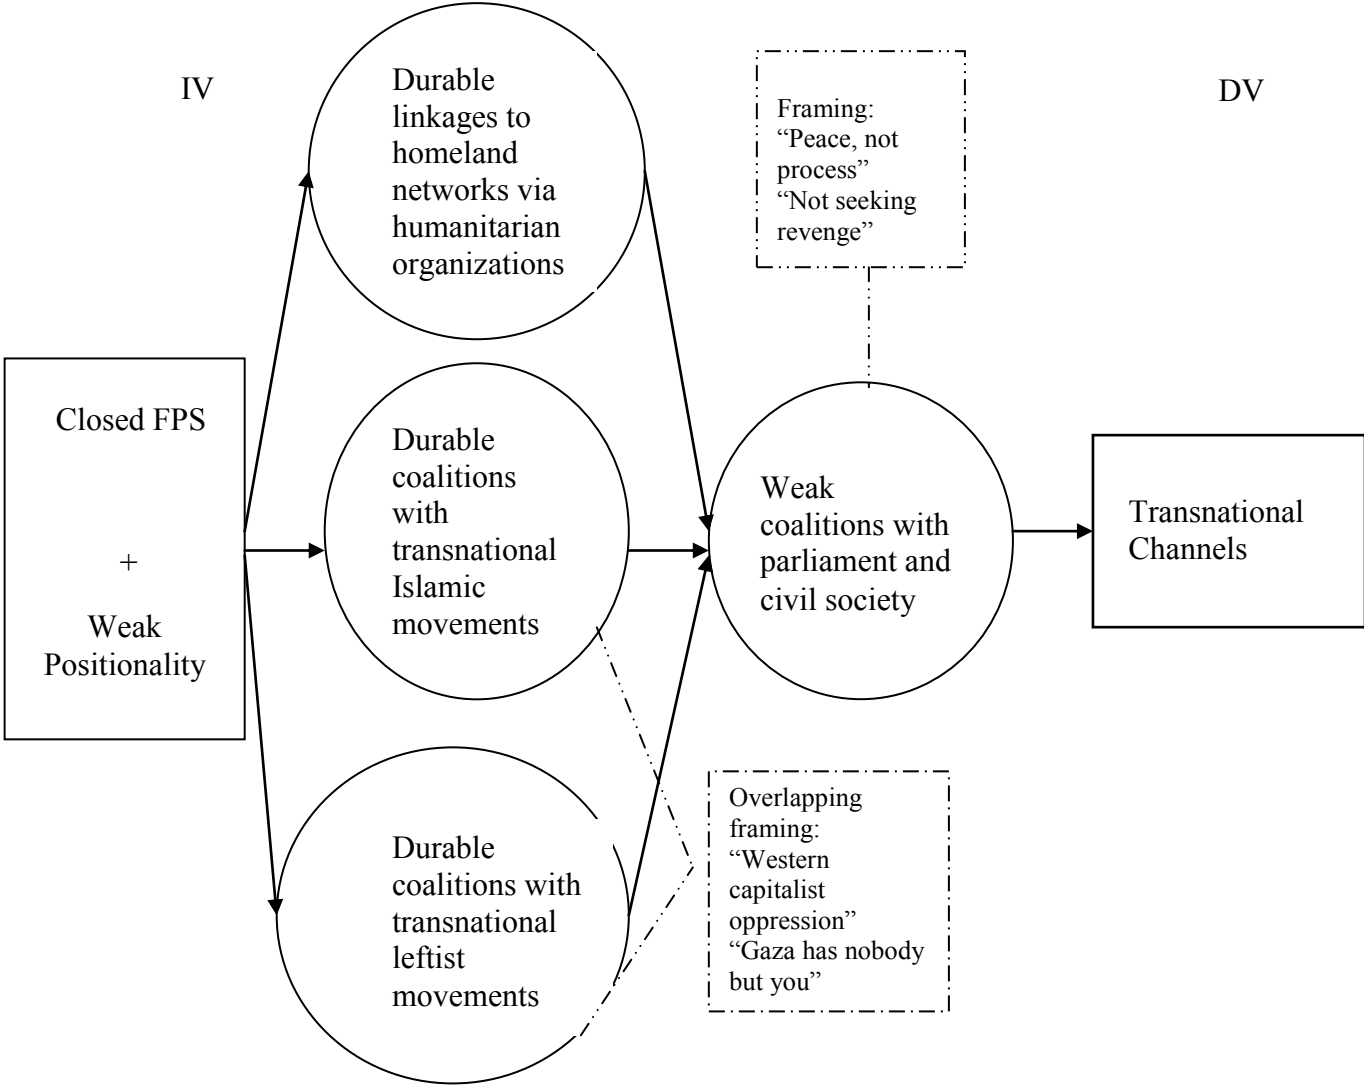 IV
Durable
linkages to
homeland
networks via
humanitarian
organizations
Framing:
“Peace, not
process”
“Not seeking
revenge”
DV
Closed FPS
+
Weak
Positionality
Durable
coalitions
with
transnational
Islamic
movements
Weak
coalitions with
parliament and
civil society
Transnational
Channels
Durable
coalitions with
transnational
leftist
movements
Overlapping
framing:
“Western
capitalist
oppression”
“Gaza has nobody
but you”